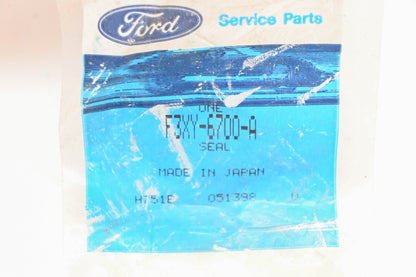 Ford
Service Parts
ONE
F3XY-6700-A
SEAL
MADE IN JAPAN
H751E 051398